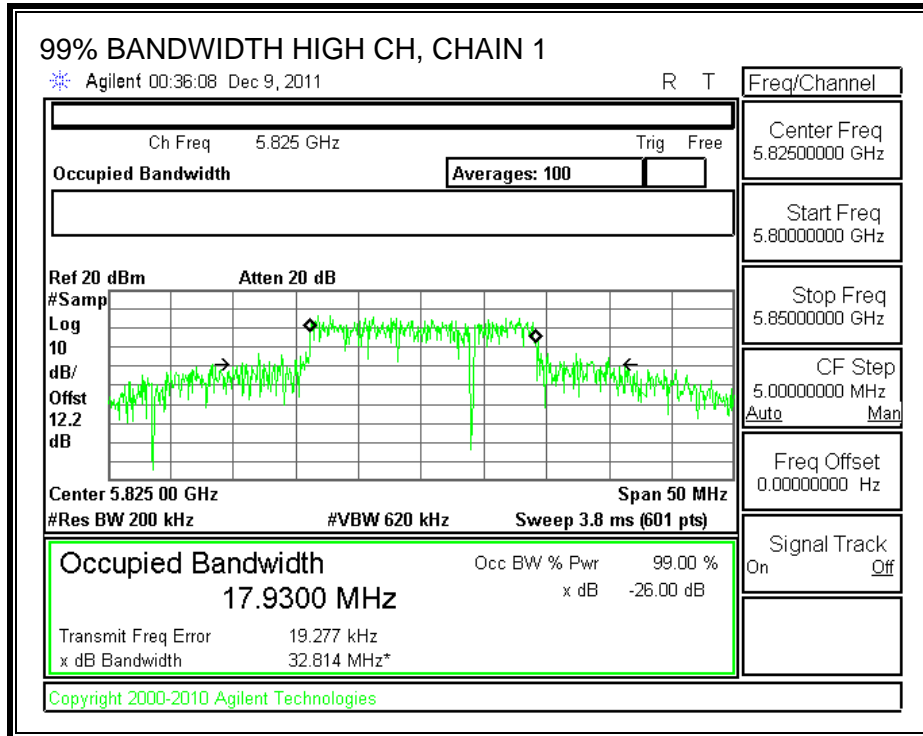 99% BANDWIDTH HIGH CH, CHAIN 1
Agilent 00:36:08 Dec 9, 2011 R T
Freq/Channel
Ch Freq 5.825 GHz Trig Free
Occupied Bandwidth Averages: 100
Center Freq
5.82500000 GHz
Start Freq
5.80000000 GHz
Stop Freq
5.85000000 GHz
CF Step
5.00000000 MHz
Auto Man
Freq Offset
0.00000000 Hz
Signal Track
On Off
Ref 20 dBm Atten 20 dB
#Samp
Log
10
dB/
Offst
12.2
dB
Center 5.825 00 GHz Span 50 MHz
#Res BW 200 kHz #VBW 620 kHz Sweep 3.8 ms (601 pts)
Occupied Bandwidth Occ BW % Pwr 99.00 %
17.9300 MHz x dB -26.00 dB
Transmit Freq Error 19.277 kHz
x dB Bandwidth 32.814 MHz*
Copyright 2000-2010 Agilent Technologies